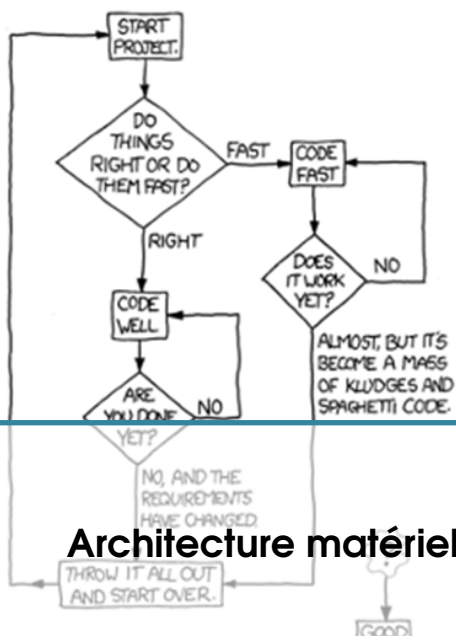 START
PROJECT.
DO
THINGS
RIGHT OR DO
THEM FAST?
FAST
CODE
FAST
RIGHT
DOES
IT WORK
YET?
NO
CODE
WELL
ALMOST, BUT IT'S
BECOME A MASS
OF KLUDGES AND
SPAGHETTI CODE.
ARE
YOU DONE
YET?
NO
NO, AND THE
REQUIREMENTS
HAVE CHANGED.
Architecture matériel
THROW IT ALL OUT
AND START OVER.
GOOD